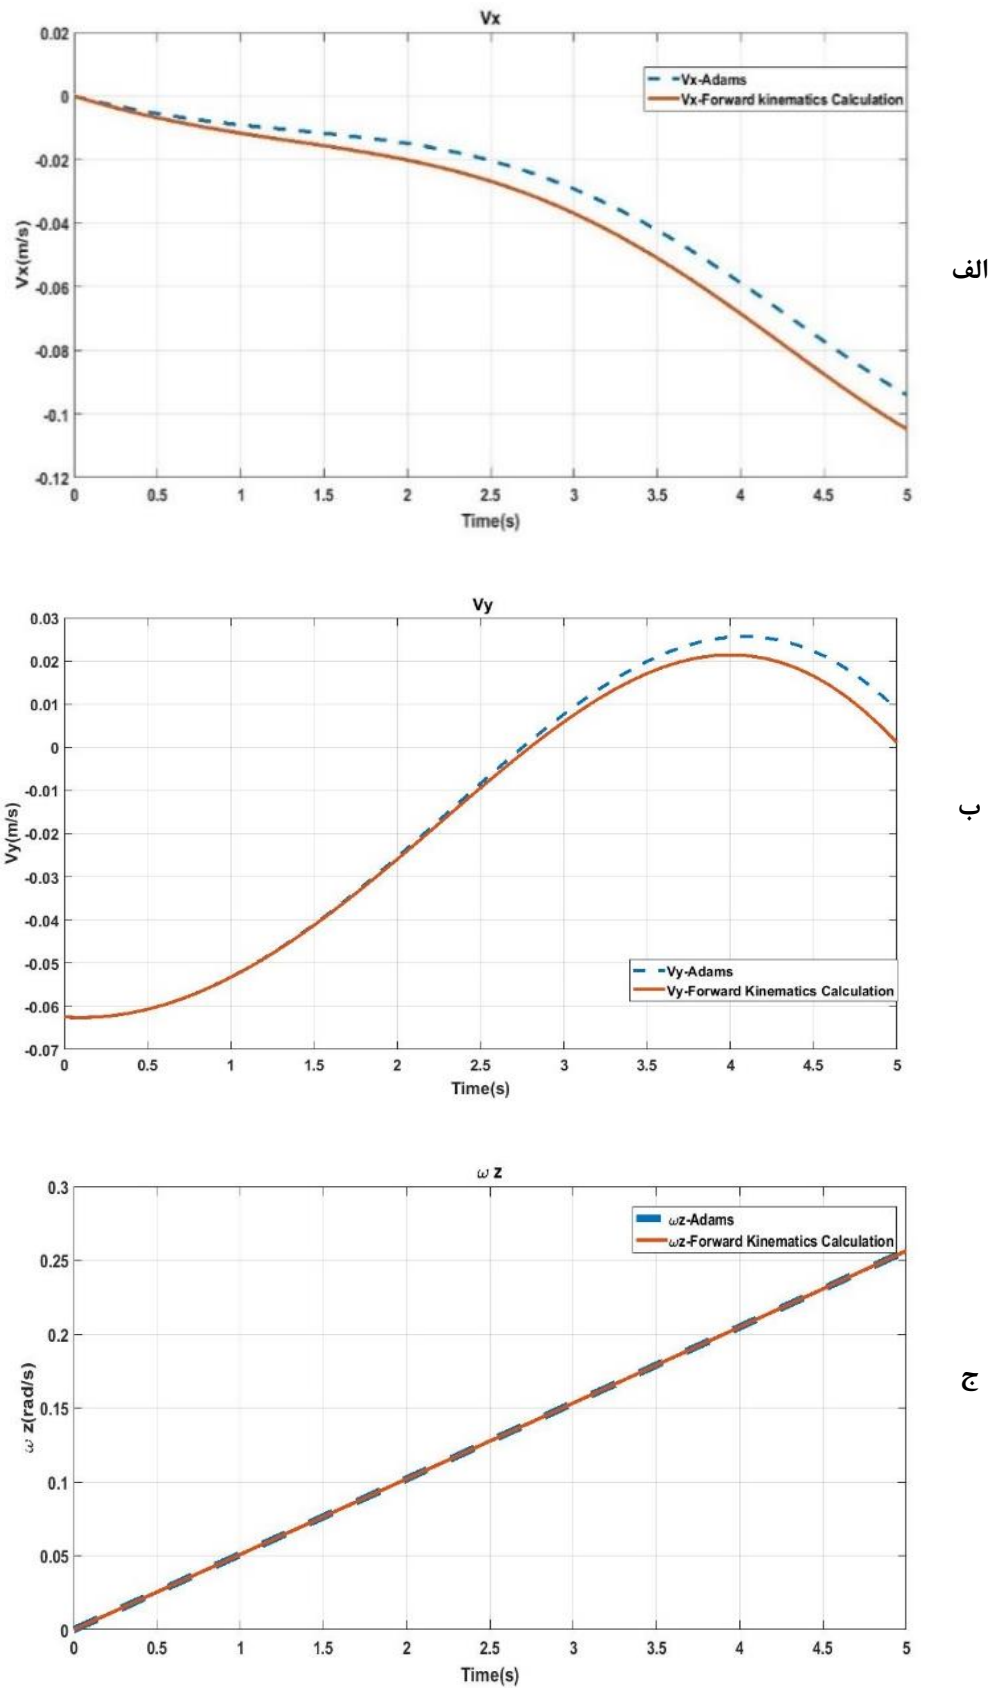 Vx
0.02
0
-0.02
-0.04
-0.06
-0.08
-0.1
-0.12
Vx(m/s)
Vx-Adams
Vx-Forward kinematics Calculation
0 0.5 1 1.5 2 2.5 3 3.5 4 4.5 5
Time(s)
الف
Vy
0.03
0.02
0.01
0
-0.01
-0.02
-0.03
-0.04
-0.05
-0.06
-0.07
Vy(m/s)
Vy-Adams
Vy-Forward Kinematics Calculation
0 0.5 1 1.5 2 2.5 3 3.5 4 4.5 5
Time(s)
ب
ω z
0.3
0.25
0.2
0.15
0.1
0.05
0
ω z(rad/s)
ωz-Adams
ωz-Forward Kinematics Calculation
0 0.5 1 1.5 2 2.5 3 3.5 4 4.5 5
Time(s)
ج